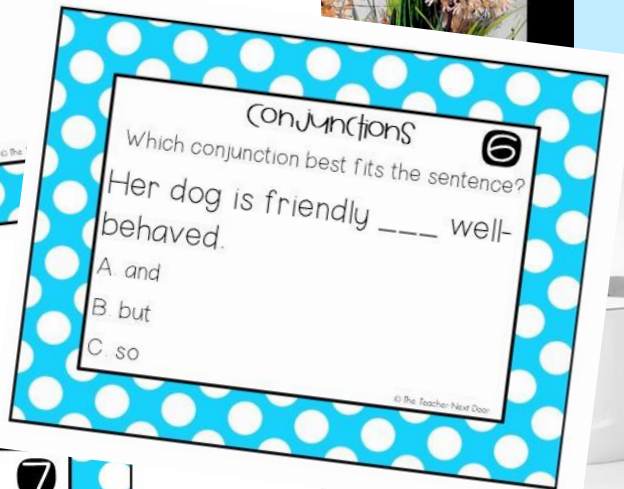 © The
Conjunctions
6
Which conjunction best fits the sentence?
Her dog is friendly ___ well-
behaved.
A. and
B. but
C. so
© The Teacher Next Door
7